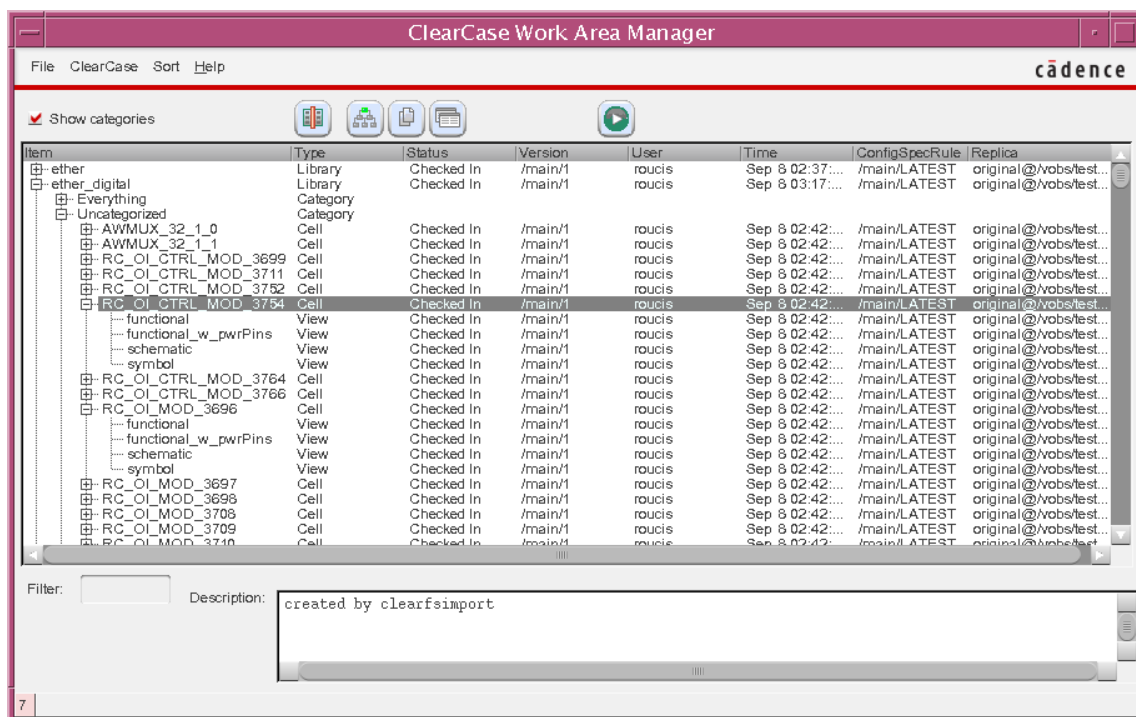 ClearCase Work Area Manager
File ClearCase Sort Help
cādence
Show categories
Item Type Status Version User Time ConfigSpecRule Replica
ether Library Checked In /main/1 roucis Sep 8 02:37:... /main/LATEST original@/vobs/test...
ether_digital Library Checked In /main/1 roucis Sep 8 03:17:... /main/LATEST original@/vobs/test...
Everything Category
Uncategorized Category
AWMUX_32_1_0 Cell Checked In /main/1 roucis Sep 8 02:42:... /main/LATEST original@/vobs/test...
AWMUX_32_1_1 Cell Checked In /main/1 roucis Sep 8 02:42:... /main/LATEST original@/vobs/test...
RC_OI_CTRL_MOD_3699 Cell Checked In /main/1 roucis Sep 8 02:42:... /main/LATEST original@/vobs/test...
RC_OI_CTRL_MOD_3711 Cell Checked In /main/1 roucis Sep 8 02:42:... /main/LATEST original@/vobs/test...
RC_OI_CTRL_MOD_3752 Cell Checked In /main/1 roucis Sep 8 02:42:... /main/LATEST original@/vobs/test...
RC_OI_CTRL_MOD_3754 Cell Checked In /main/1 roucis Sep 8 02:42:... /main/LATEST original@/vobs/test...
functional View Checked In /main/1 roucis Sep 8 02:42:... /main/LATEST original@/vobs/test...
functional_w_pwrPins View Checked In /main/1 roucis Sep 8 02:42:... /main/LATEST original@/vobs/test...
schematic View Checked In /main/1 roucis Sep 8 02:42:... /main/LATEST original@/vobs/test...
symbol View Checked In /main/1 roucis Sep 8 02:42:... /main/LATEST original@/vobs/test...
RC_OI_CTRL_MOD_3764 Cell Checked In /main/1 roucis Sep 8 02:42:... /main/LATEST original@/vobs/test...
RC_OI_CTRL_MOD_3766 Cell Checked In /main/1 roucis Sep 8 02:42:... /main/LATEST original@/vobs/test...
RC_OI_MOD_3696 Cell Checked In /main/1 roucis Sep 8 02:42:... /main/LATEST original@/vobs/test...
functional View Checked In /main/1 roucis Sep 8 02:42:... /main/LATEST original@/vobs/test...
functional_w_pwrPins View Checked In /main/1 roucis Sep 8 02:42:... /main/LATEST original@/vobs/test...
schematic View Checked In /main/1 roucis Sep 8 02:42:... /main/LATEST original@/vobs/test...
symbol View Checked In /main/1 roucis Sep 8 02:42:... /main/LATEST original@/vobs/test...
RC_OI_MOD_3697 Cell Checked In /main/1 roucis Sep 8 02:42:... /main/LATEST original@/vobs/test...
RC_OI_MOD_3698 Cell Checked In /main/1 roucis Sep 8 02:42:... /main/LATEST original@/vobs/test...
RC_OI_MOD_3708 Cell Checked In /main/1 roucis Sep 8 02:42:... /main/LATEST original@/vobs/test...
RC_OI_MOD_3709 Cell Checked In /main/1 roucis Sep 8 02:42:... /main/LATEST original@/vobs/test...
RC_OI_MOD_3710 Cell Checked In /main/1 roucis Sep 8 02:42:... /main/LATEST original@/vobs/test...
Filter:
Description:
created by clearfsimport
7